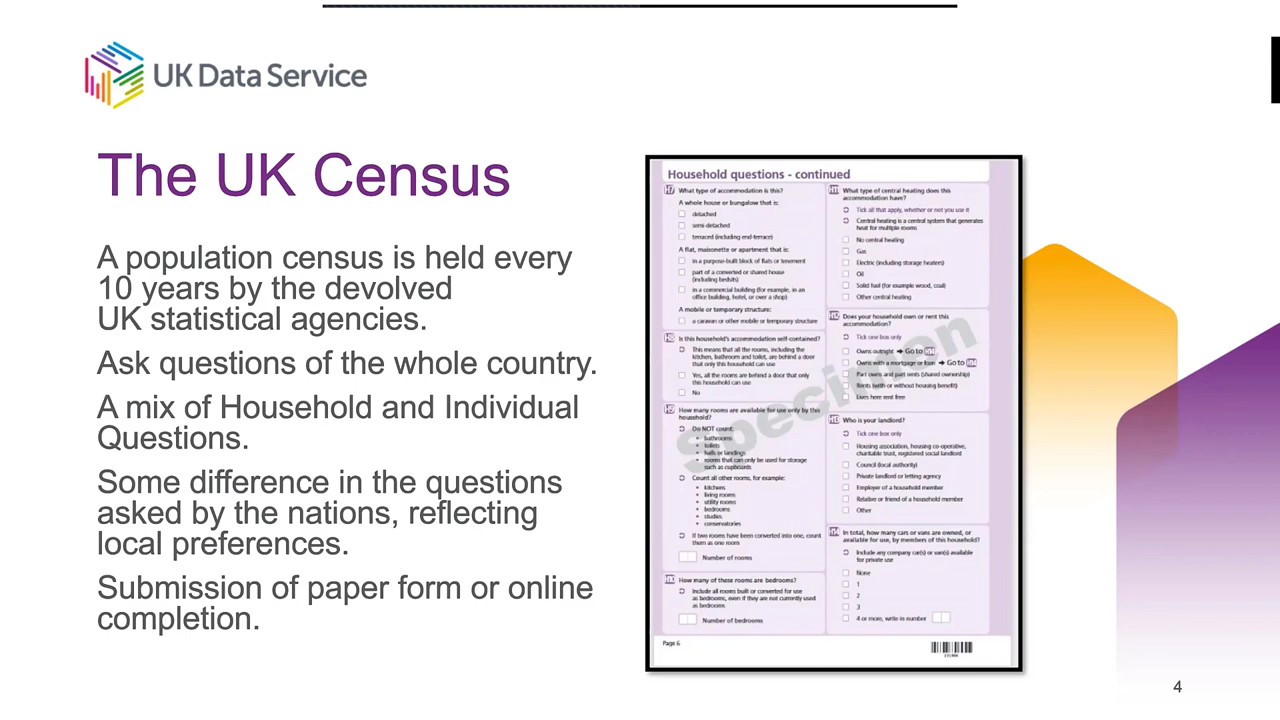 UK Data Service
The UK Census
A population census is held every
10 years by the devolved
UK statistical agencies.
Ask questions of the whole country.
A mix of Household and Individual
Questions.
Some difference in the questions
asked by the nations, reflecting
local preferences.
Submission of paper form or online
completion.
Household questions - continued
H7 What type of accommodation is this?
A whole house or bungalow that is:
detached
semi-detached
terraced (including end-terrace)
A flat, maisonette or apartment that is:
in a purpose-built block of flats or tenement
part of a converted or shared house
(including bedsits)
in a commercial building (for example, in an
office building, hotel, or over a shop)
A mobile or temporary structure:
a caravan or other mobile or temporary structure
H8 Is this household's accommodation self-contained?
This means that all the rooms, including the
kitchen, bathroom and toilet, are behind a door
that only this household can use
Yes, all the rooms are behind a door that only
this household can use
No
H9 How many rooms are available for use only by this
household?
Do NOT count:
• bathrooms
• toilets
• halls or landings
• rooms that can only be used for storage
such as cupboards
Count all other rooms, for example:
• kitchens
• living rooms
• utility rooms
• bedrooms
• studies
• conservatories
If two rooms have been converted into one, count
them as one room
Number of rooms
H10 How many of these rooms are bedrooms?
Include all rooms built or converted for use
as bedrooms, even if they are not currently used
as bedrooms
Number of bedrooms
H11 What type of central heating does this
accommodation have?
Tick all that apply, whether or not you use it
Central heating is a central system that generates
heat for multiple rooms
No central heating
Gas
Electric (including storage heaters)
Oil
Solid fuel (for example wood, coal)
Other central heating
H12 Does your household own or rent this
accommodation?
Tick one box only
Owns outright → Go to H14
Owns with a mortgage or loan → Go to H14
Part owns and part rents (shared ownership)
Rents (with or without housing benefit)
Lives here rent free
H13 Who is your landlord?
Tick one box only
Housing association, housing co-operative,
charitable trust, registered social landlord
Council (local authority)
Private landlord or letting agency
Employer of a household member
Relative or friend of a household member
Other
H14 In total, how many cars or vans are owned, or
available for use, by members of this household?
Include any company car(s) or van(s) available
for private use
None
1
2
3
4 or more, write in number
Specimen
Page 6
4